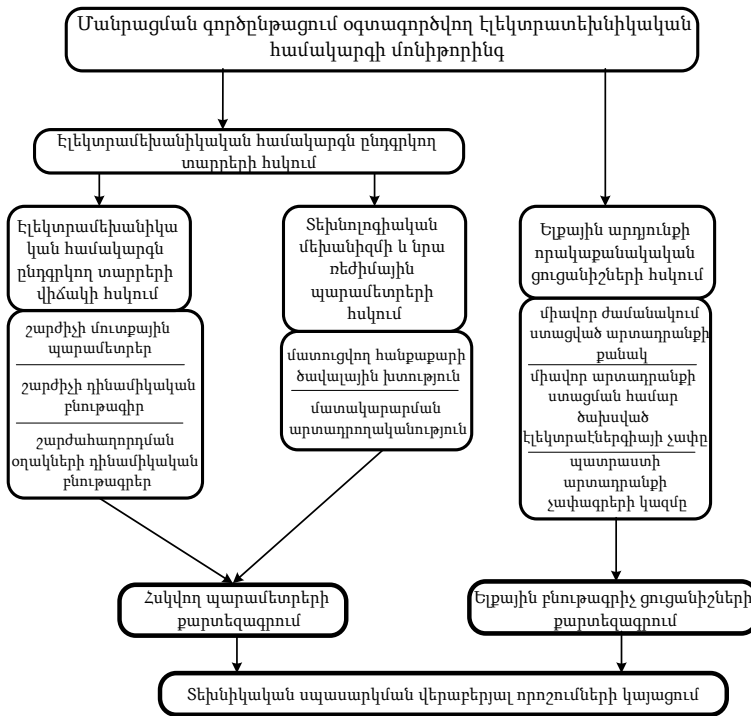 Մանրացման գործընթացում օգտագործվող էլեկտրատեխնիկական
համակարգի մոնիթորինգ
Էլեկտրամեխանիկական համակարգն ընդգրկող
տարրերի հսկում
Էլեկտրամեխանիկա
կան համակարգն
ընդգրկող տարրերի
վիճակի հսկում
շարժիչի մուտքային
պարամետրեր
շարժիչի դինամիկական
բնութագիր
շարժահաղորդման
օղակների դինամիկական
բնութագրեր
Տեխնոլոգիական
մեխանիզմի և նրա
ռեժիմային
պարամետրերի
հսկում
մատուցվող հանքաքարի
ծավալային խտություն
մատակարարման
արտադրողականություն
Ելքային արդյունքի
որակաքանակական
ցուցանիշների հսկում
միավոր ժամանակում
ստացված արտադրանքի
քանակ
միավոր արտադրանքի
ստացման համար
ծախսված
էլեկտրաէներգիայի չափը
պատրաստի
արտադրանքի
չափագրերի կազմը
Հսկվող պարամետրերի
քարտեզագրում
Ելքային բնութագրիչ ցուցանիշների
քարտեզագրում
Տեխնիկական սպասարկման վերաբերյալ որոշումների կայացում